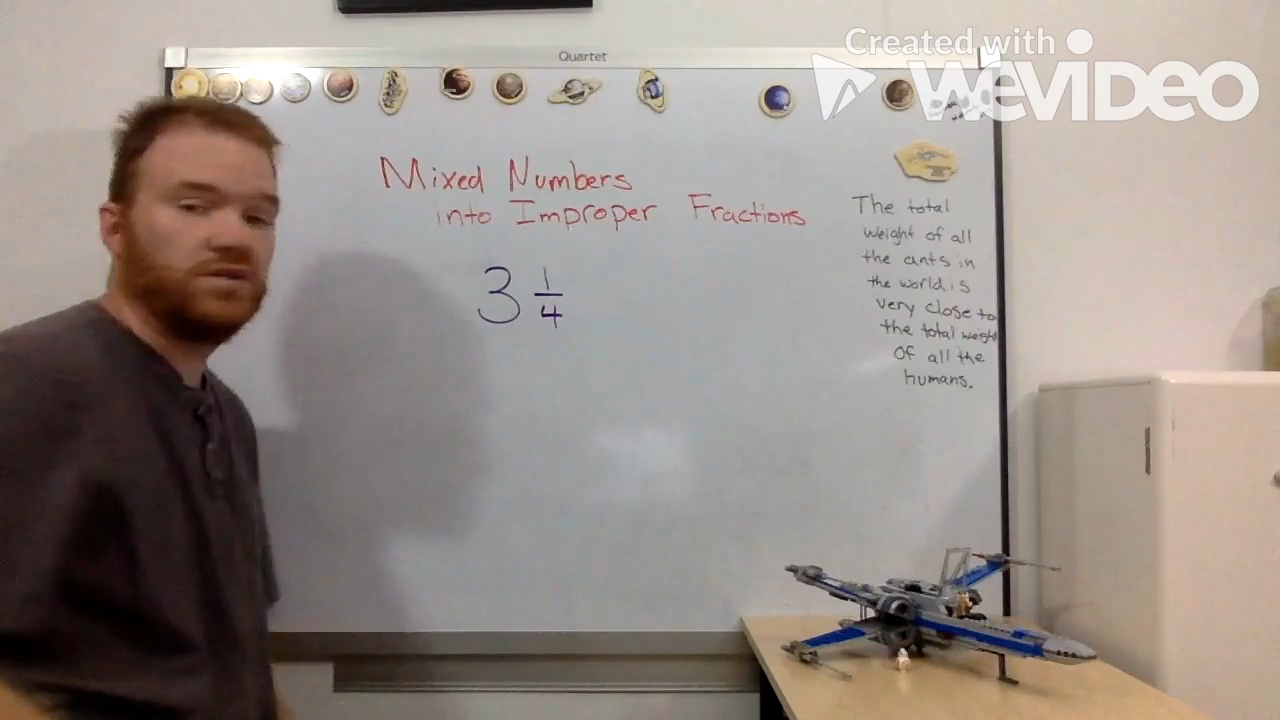 Created with
WEVIDEO
Quartet
Mixed Numbers
into Improper Fractions
3 1/4
The total
weight of all
the ants in
the world is
very close to
the total weight
of all the
humans.